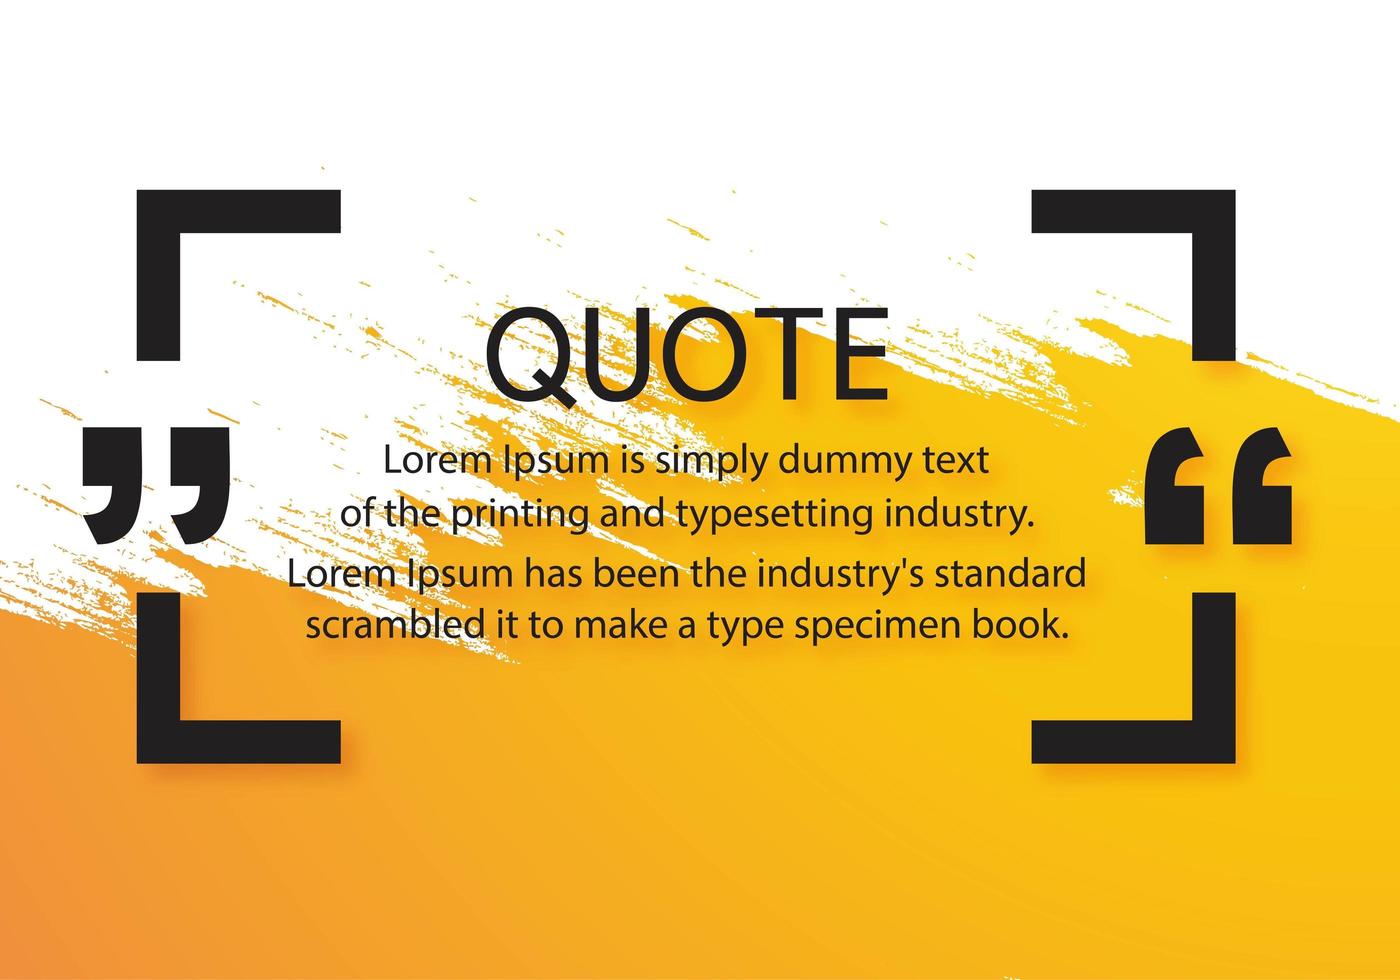 QUOTE
Lorem Ipsum is simply dummy text
of the printing and typesetting industry.
Lorem Ipsum has been the industry's standard
scrambled it to make a type specimen book.